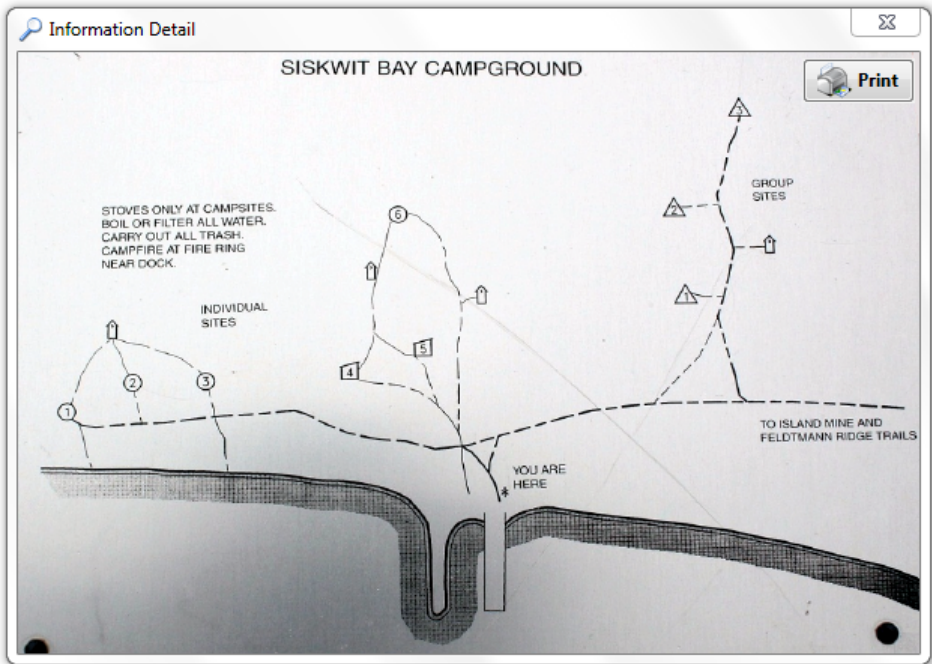 Information Detail
SISKWIT BAY CAMPGROUND
Print
3
GROUP
SITES
2
STOVES ONLY AT CAMPSITES.
BOIL OR FILTER ALL WATER.
CARRY OUT ALL TRASH.
CAMPFIRE AT FIRE RING
NEAR DOCK.
6
1
INDIVIDUAL
SITES
5
4
2
3
1
TO ISLAND MINE AND
FELDTMANN RIDGE TRAILS
YOU ARE
HERE